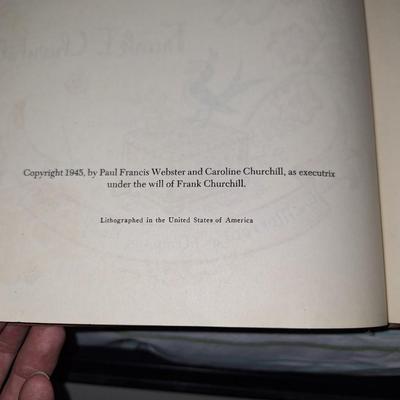 Copyright 1945, by Paul Francis Webster and Caroline Churchill, as executrix
under the will of Frank Churchill.
Lithographed in the United States of America